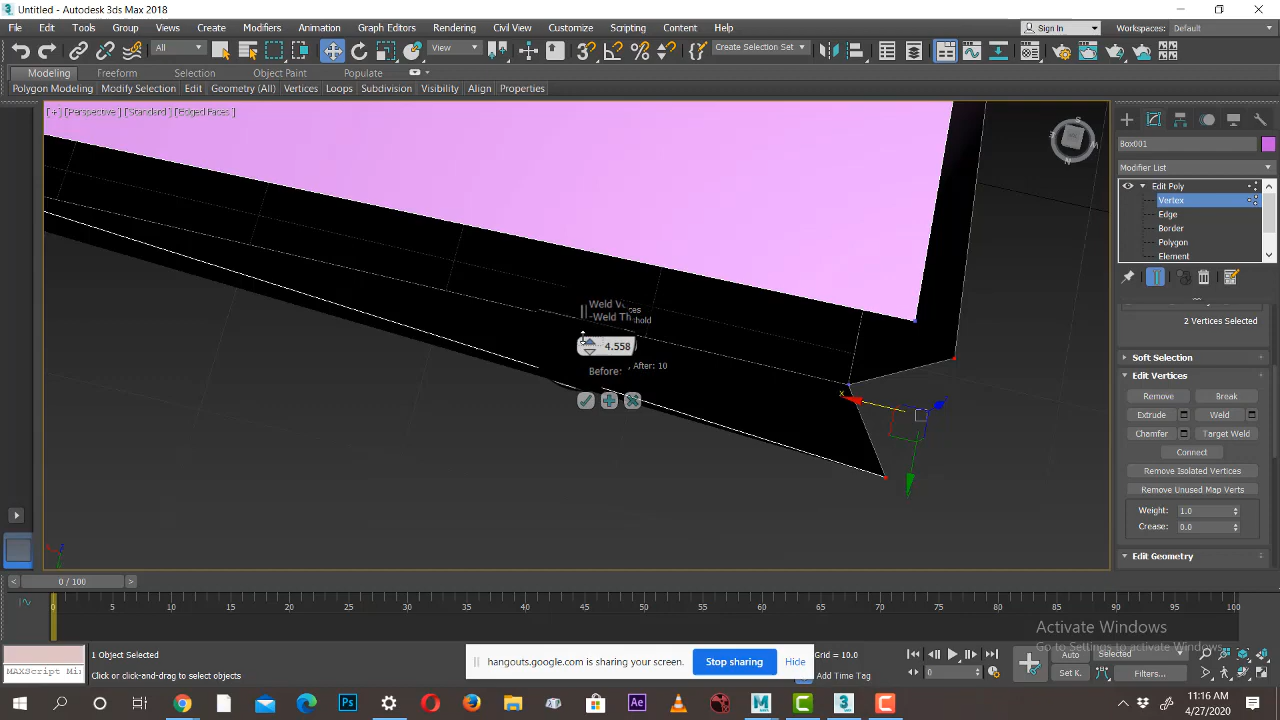 Untitled - Autodesk 3ds Max 2018
File Edit Tools Group Views Create Modifiers Animation Graph Editors Rendering Civil View Customize Scripting Content Help
Sign In Workspaces: Default
All View Create Selection Set
Modeling Freeform Selection Object Paint Populate
Polygon Modeling Modify Selection Edit Geometry (All) Vertices Loops Subdivision Visibility Align Properties
[+] [Perspective] [Standard] [Edged Faces]
Box001
Modifier List
Edit Poly
Vertex
Edge
Border
Polygon
Element
2 Vertices Selected
Soft Selection
Edit Vertices
Remove Break
Extrude Weld
Chamfer Target Weld
Connect
Remove Isolated Vertices
Remove Unused Map Verts
Weight: 1.0
Crease: 0.0
Edit Geometry
4.558
Before: After: 10
0 / 100
0 5 10 15 20 25 30 35 40 45 50 55 60 65 70 75 80 85 90 95 100
Activate Windows
Go to Settings to activate Windows.
1 Object Selected
Click or click-and-drag to select objects
MAXScript Mi
hangouts.google.com is sharing your screen. Stop sharing Hide
Grid = 10.0
Add Time Tag
Auto Selected
Set K. Filters...
0
11:16 AM
4/27/2020